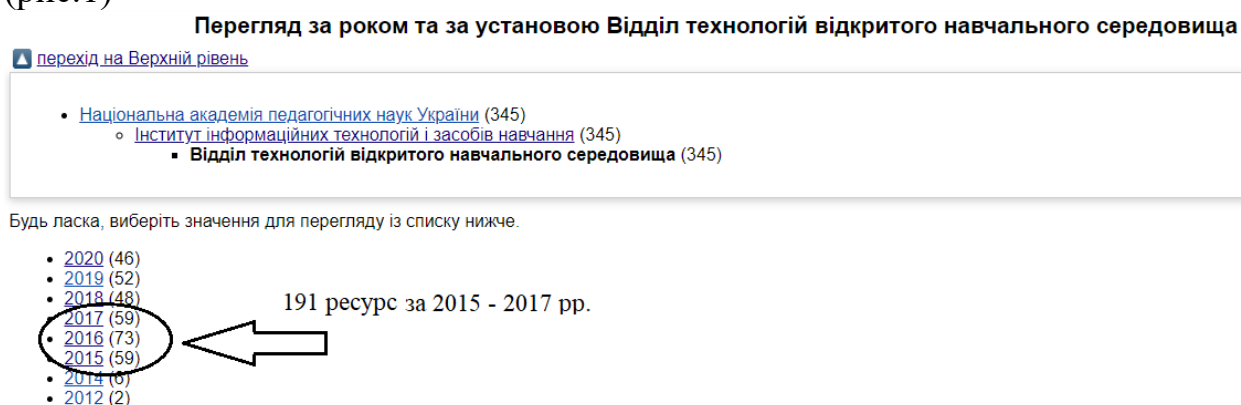 (рис.1)
Перегляд за роком та за установою Відділ технологій відкритого навчального середовища
перехід на Верхній рівень
Національна академія педагогічних наук України (345)
Інститут інформаційних технологій і засобів навчання (345)
Відділ технологій відкритого навчального середовища (345)
Будь ласка, виберіть значення для перегляду із списку нижче.
2020 (46)
2019 (52)
2018 (48)
191 ресурс за 2015 - 2017 рр.
2017 (59)
2016 (73)
2015 (59)
2014 (6)
2012 (2)